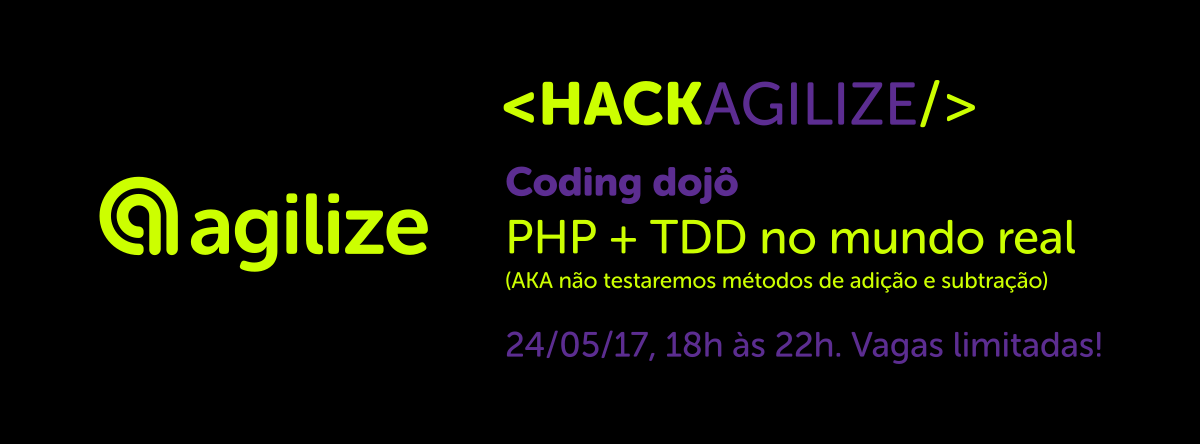 agilize
<HACKAGILIZE/>
Coding dojô
PHP + TDD no mundo real
(AKA não testaremos métodos de adição e subtração)
24/05/17, 18h às 22h. Vagas limitadas!